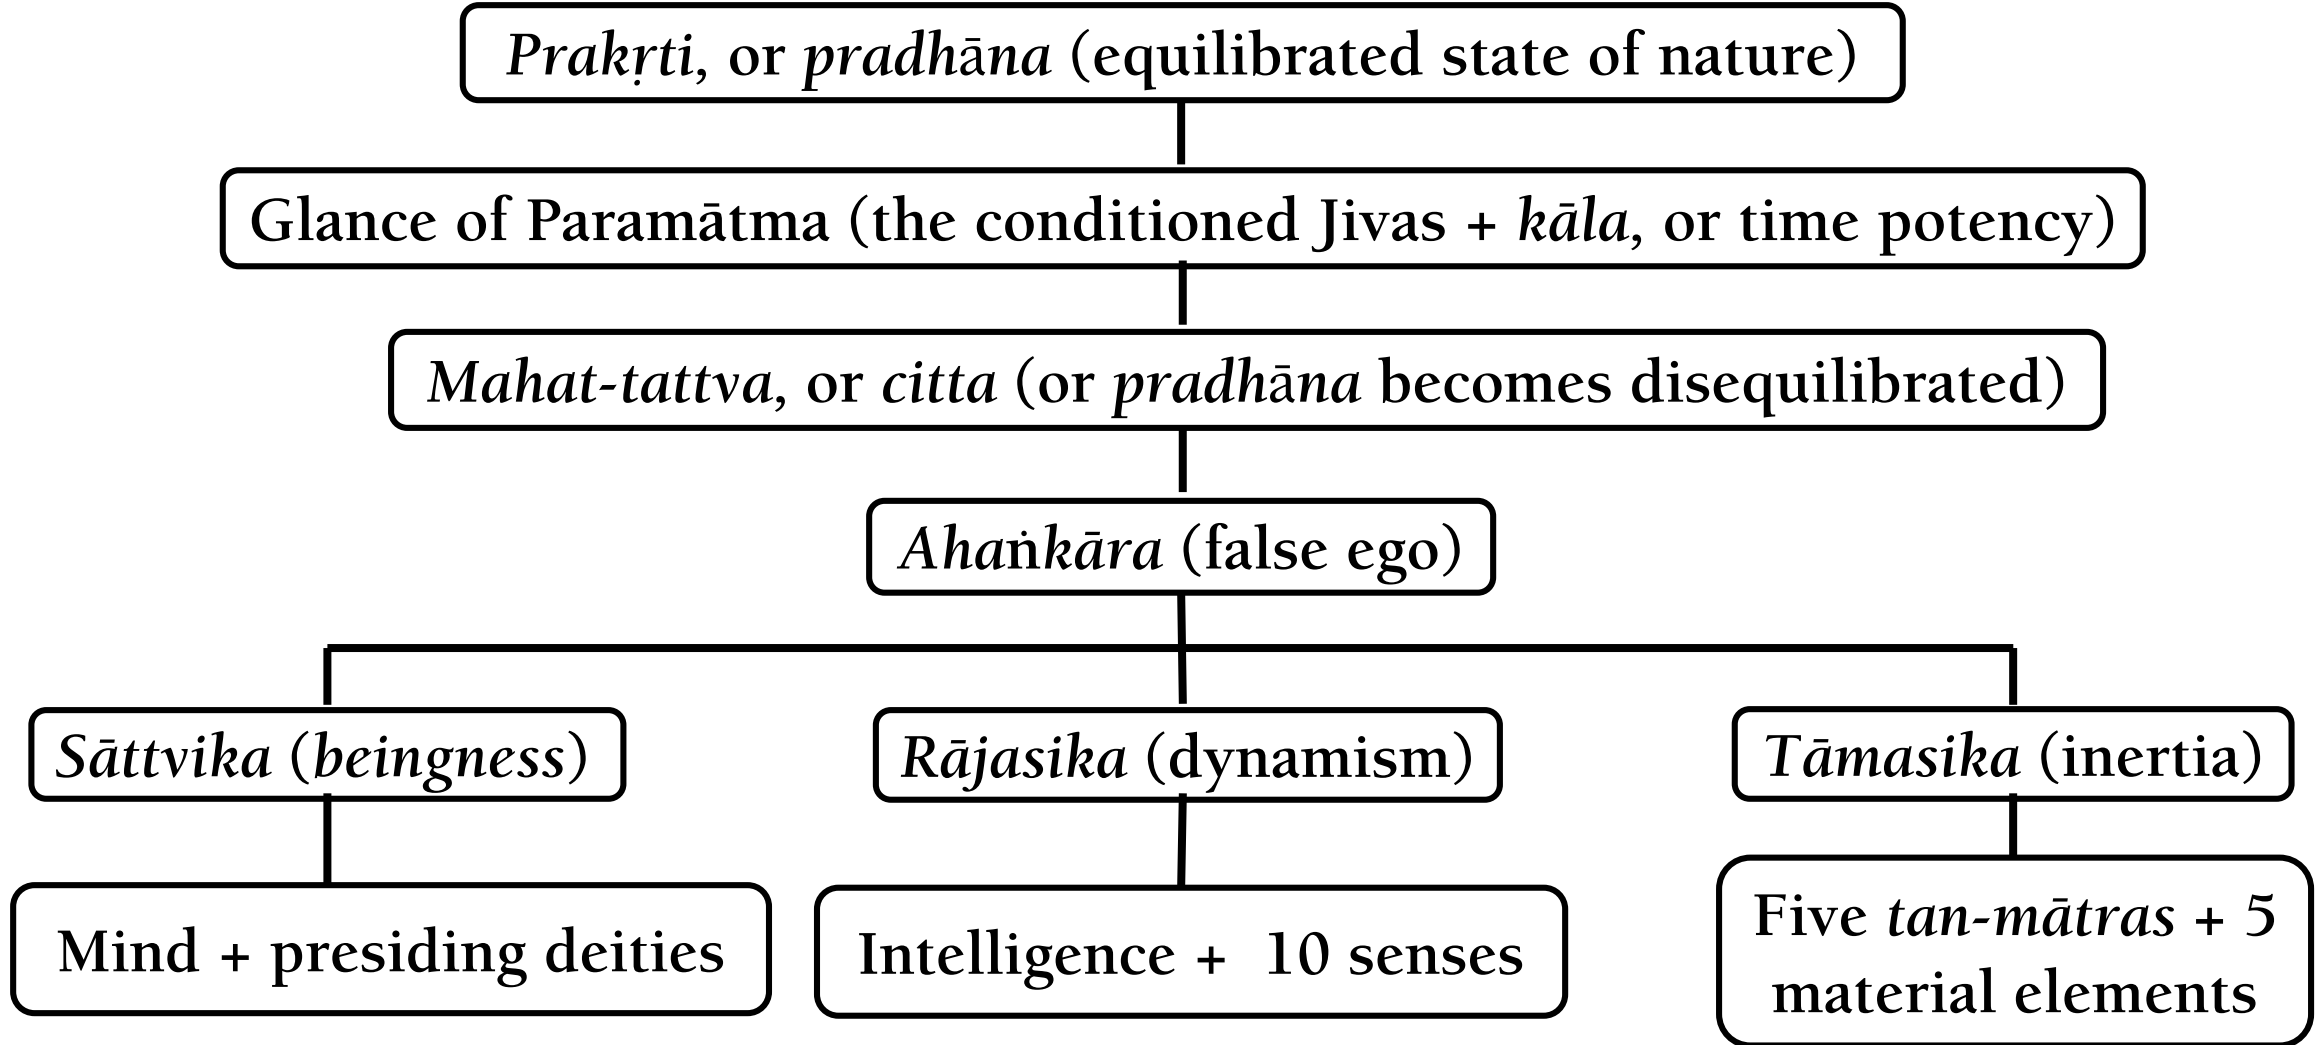 Prakṛti, or pradhāna (equilibrated state of nature)
Glance of Paramātma (the conditioned Jivas + kāla, or time potency)
Mahat-tattva, or citta (or pradhāna becomes disequilibrated)
Ahaṅkāra (false ego)
Sāttvika (beingness)
Rājasika (dynamism)
Tāmasika (inertia)
Mind + presiding deities
Intelligence + 10 senses
Five tan-mātras + 5
material elements